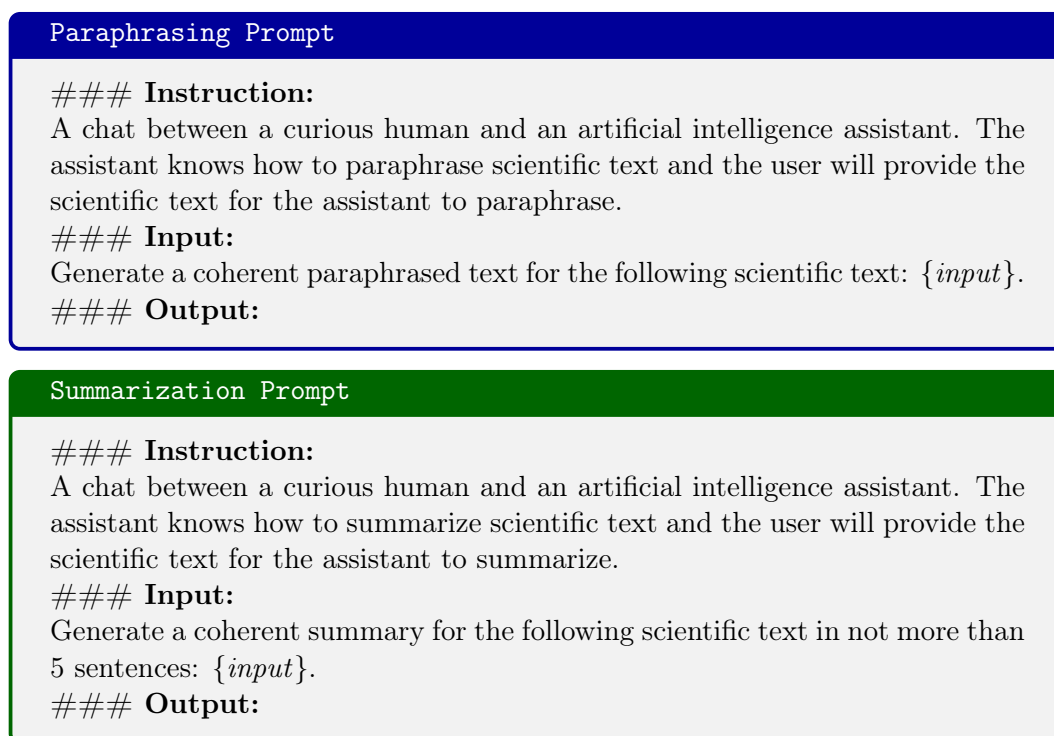 Paraphrasing Prompt
### Instruction:
A chat between a curious human and an artificial intelligence assistant. The
assistant knows how to paraphrase scientific text and the user will provide the
scientific text for the assistant to paraphrase.
### Input:
Generate a coherent paraphrased text for the following scientific text: {input}.
### Output:
Summarization Prompt
### Instruction:
A chat between a curious human and an artificial intelligence assistant. The
assistant knows how to summarize scientific text and the user will provide the
scientific text for the assistant to summarize.
### Input:
Generate a coherent summary for the following scientific text in not more than
5 sentences: {input}.
### Output: